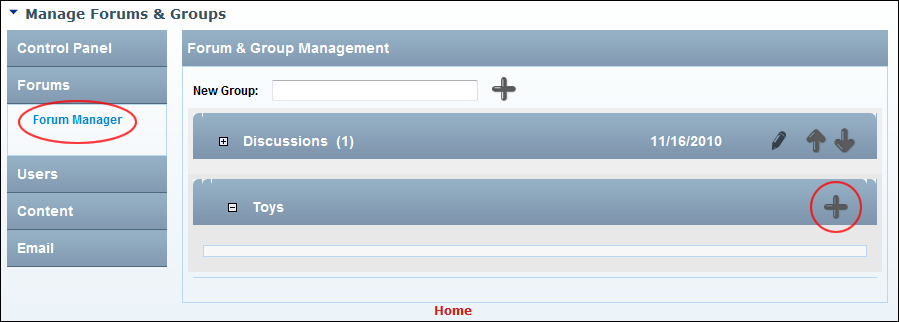 Manage Forums & Groups
Control Panel
Forums
Forum Manager
Users
Content
Email
Forum & Group Management
New Group:
Discussions (1) 11/16/2010
Toys
Home